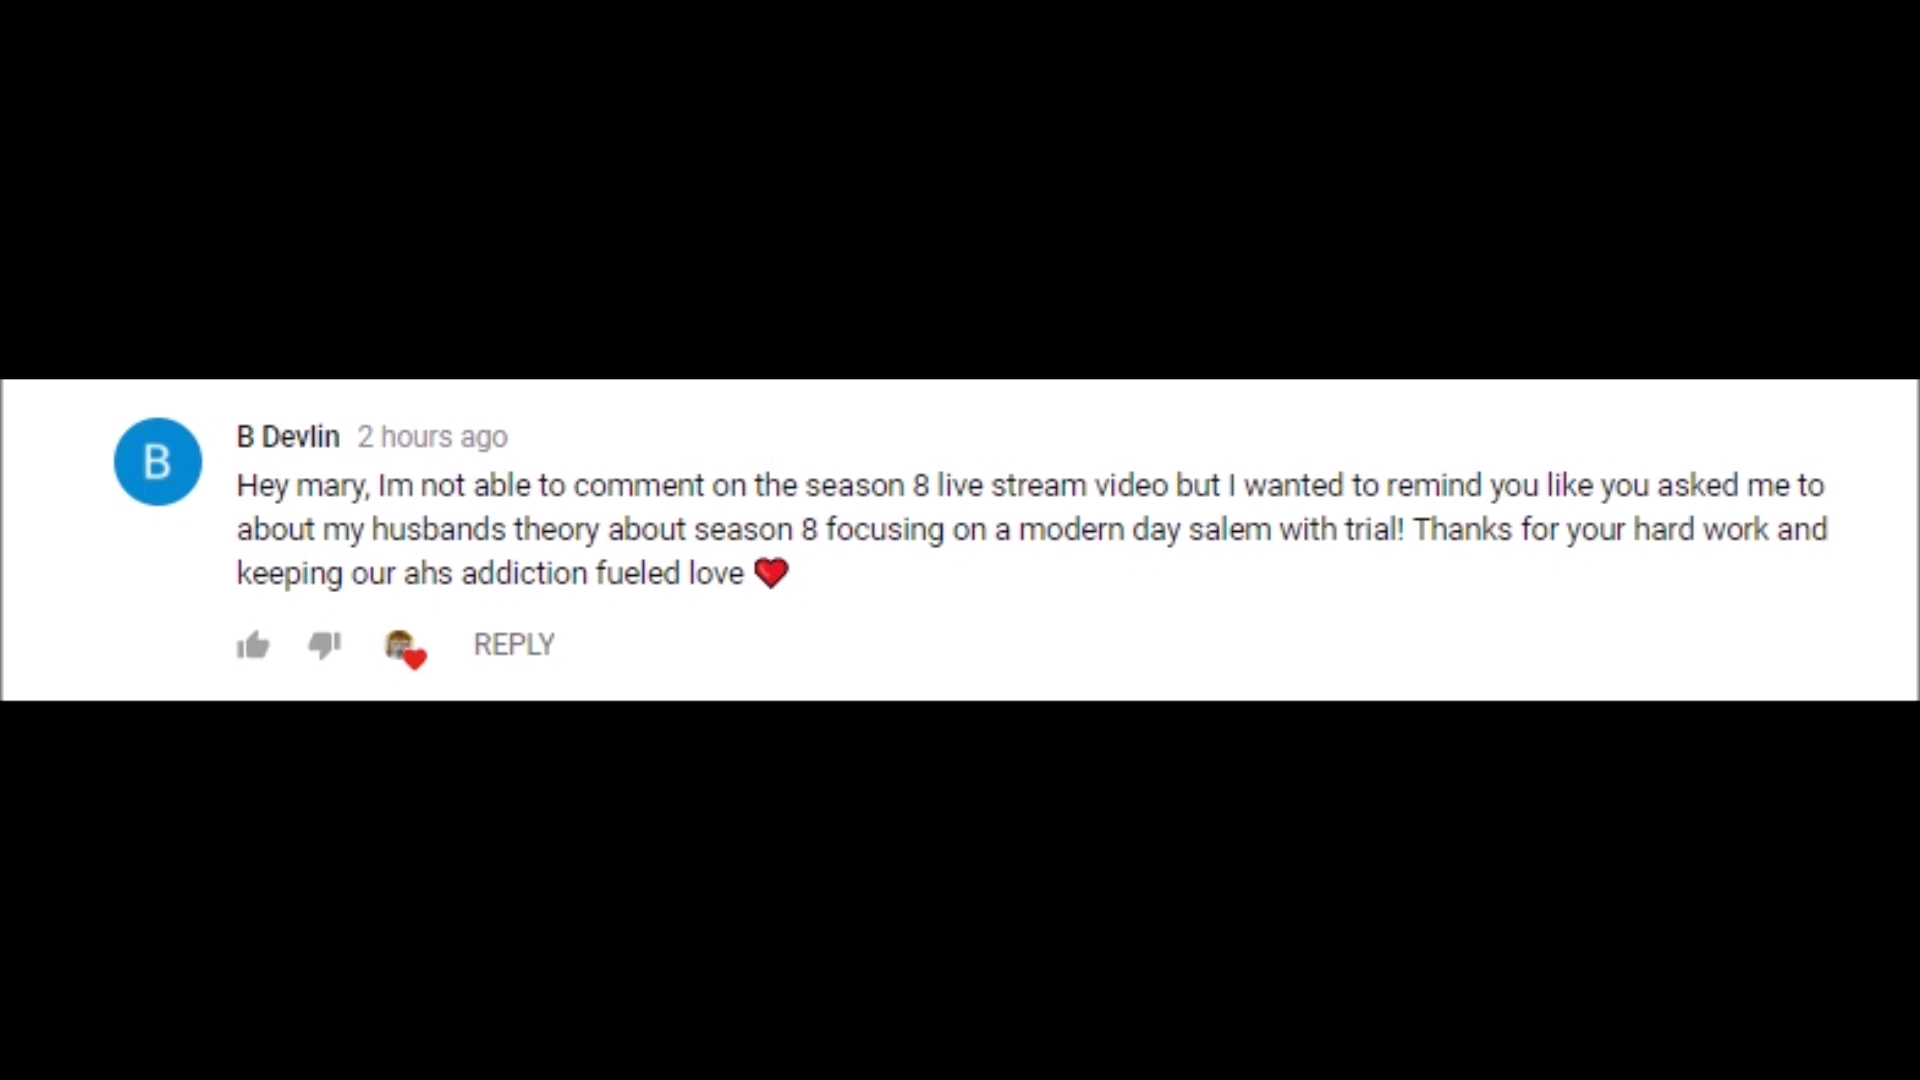 B
B Devlin 2 hours ago
Hey mary, Im not able to comment on the season 8 live stream video but I wanted to remind you like you asked me to
about my husbands theory about season 8 focusing on a modern day salem with trial! Thanks for your hard work and
keeping our ahs addiction fueled love ❤
REPLY